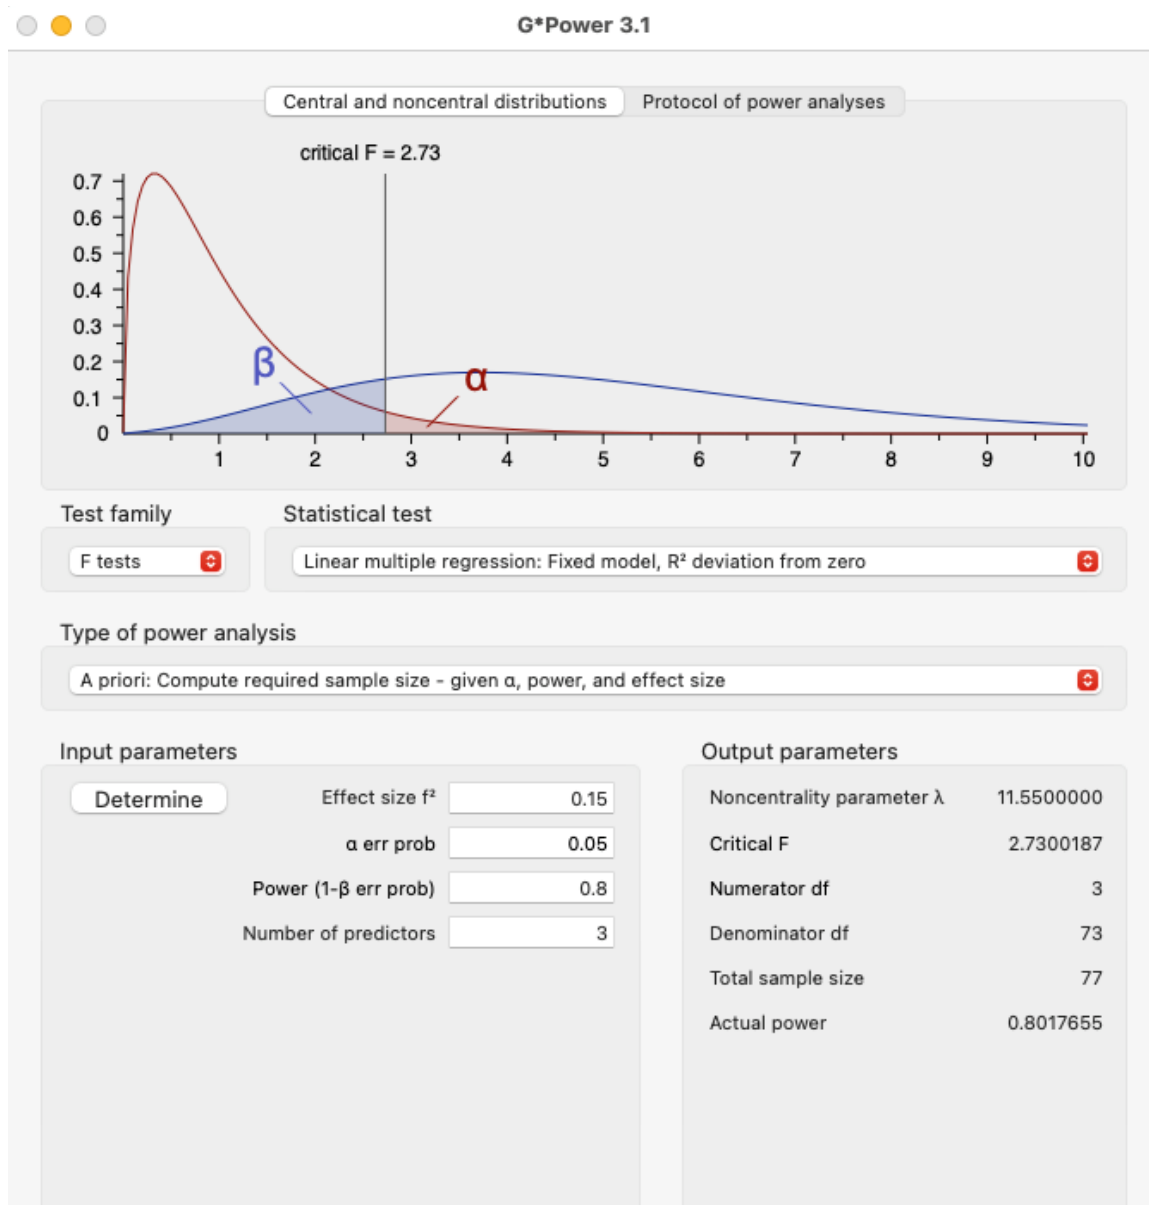 G*Power 3.1
Central and noncentral distributions Protocol of power analyses
critical F = 2.73
0.7
0.6
0.5
0.4
0.3
0.2
0.1
0
β
α
1 2 3 4 5 6 7 8 9 10
Test family Statistical test
F tests Linear multiple regression: Fixed model, R² deviation from zero
Type of power analysis
A priori: Compute required sample size - given α, power, and effect size
Input parameters
Determine Effect size f² 0.15
α err prob 0.05
Power (1-β err prob) 0.8
Number of predictors 3
Output parameters
Noncentrality parameter λ 11.5500000
Critical F 2.7300187
Numerator df 3
Denominator df 73
Total sample size 77
Actual power 0.8017655